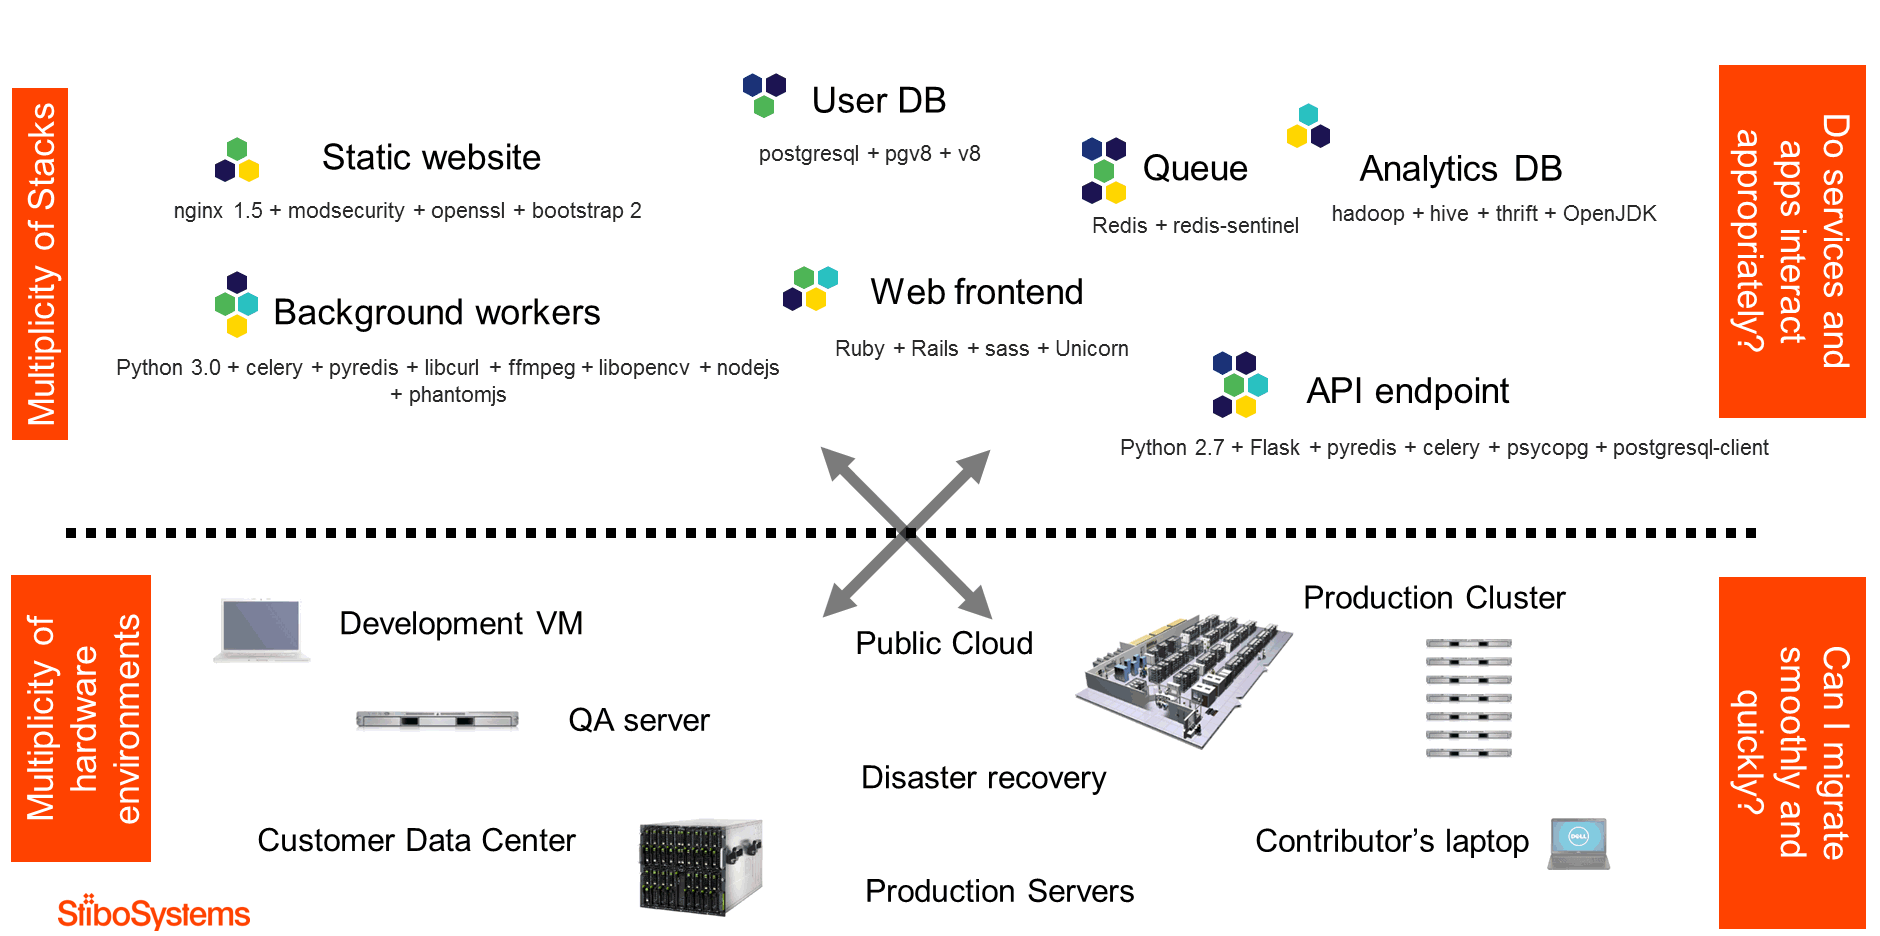 Multiplicity of Stacks
User DB
postgresql + pgv8 + v8
Static website
nginx 1.5 + modsecurity + openssl + bootstrap 2
Queue
Redis + redis-sentinel
Analytics DB
hadoop + hive + thrift + OpenJDK
Background workers
Python 3.0 + celery + pyredis + libcurl + ffmpeg + libopencv + nodejs
+ phantomjs
Web frontend
Ruby + Rails + sass + Unicorn
API endpoint
Python 2.7 + Flask + pyredis + celery + psycopg + postgresql-client
Do services and
apps interact
appropriately?
Multiplicity of
hardware
environments
Development VM
QA server
Customer Data Center
Public Cloud
Disaster recovery
Production Servers
Production Cluster
Contributor’s laptop
DELL
Can I migrate
smoothly and
quickly?
StiboSystems